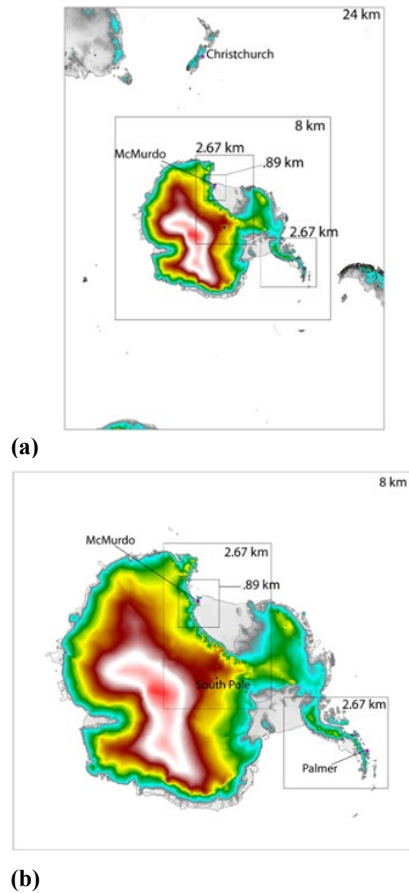 24 km
Christchurch
8 km
McMurdo
2.67 km
.89 km
2.67 km
(a)
8 km
McMurdo
2.67 km
.89 km
South Pole
2.67 km
Palmer
(b)